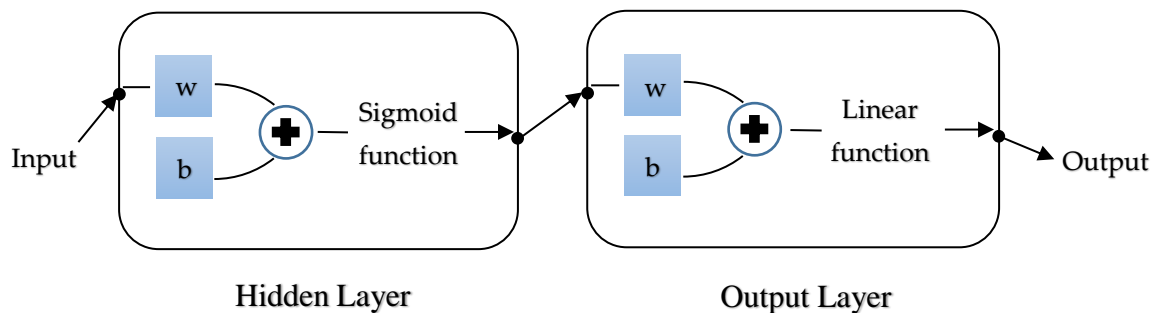 Input
w
b
Sigmoid
function
Hidden Layer
w
b
Linear
function
Output Layer
Output